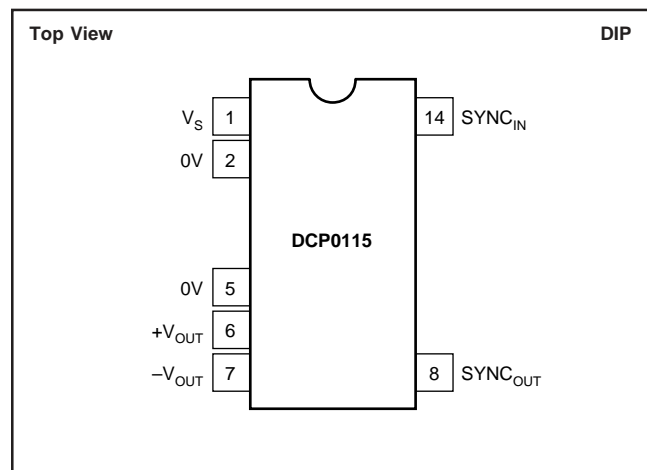 Top View DIP
V_S 1 14 SYNC_IN
0V 2
DCP0115
0V 5
+V_OUT 6
–V_OUT 7 8 SYNC_OUT